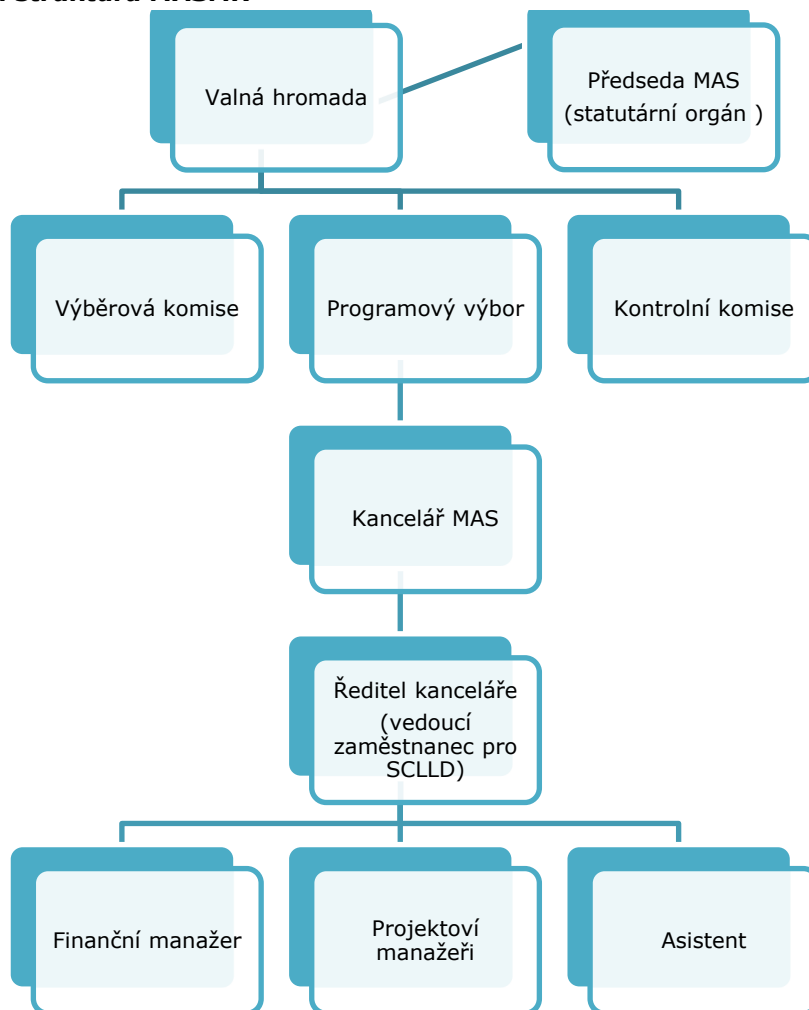 Valná hromada
Předseda MAS
(statutární orgán )
Výběrová komise
Programový výbor
Kontrolní komise
Kancelář MAS
Ředitel kanceláře
(vedoucí
zaměstnanec pro
SCLLD)
Finanční manažer
Projektoví
manažeři
Asistent